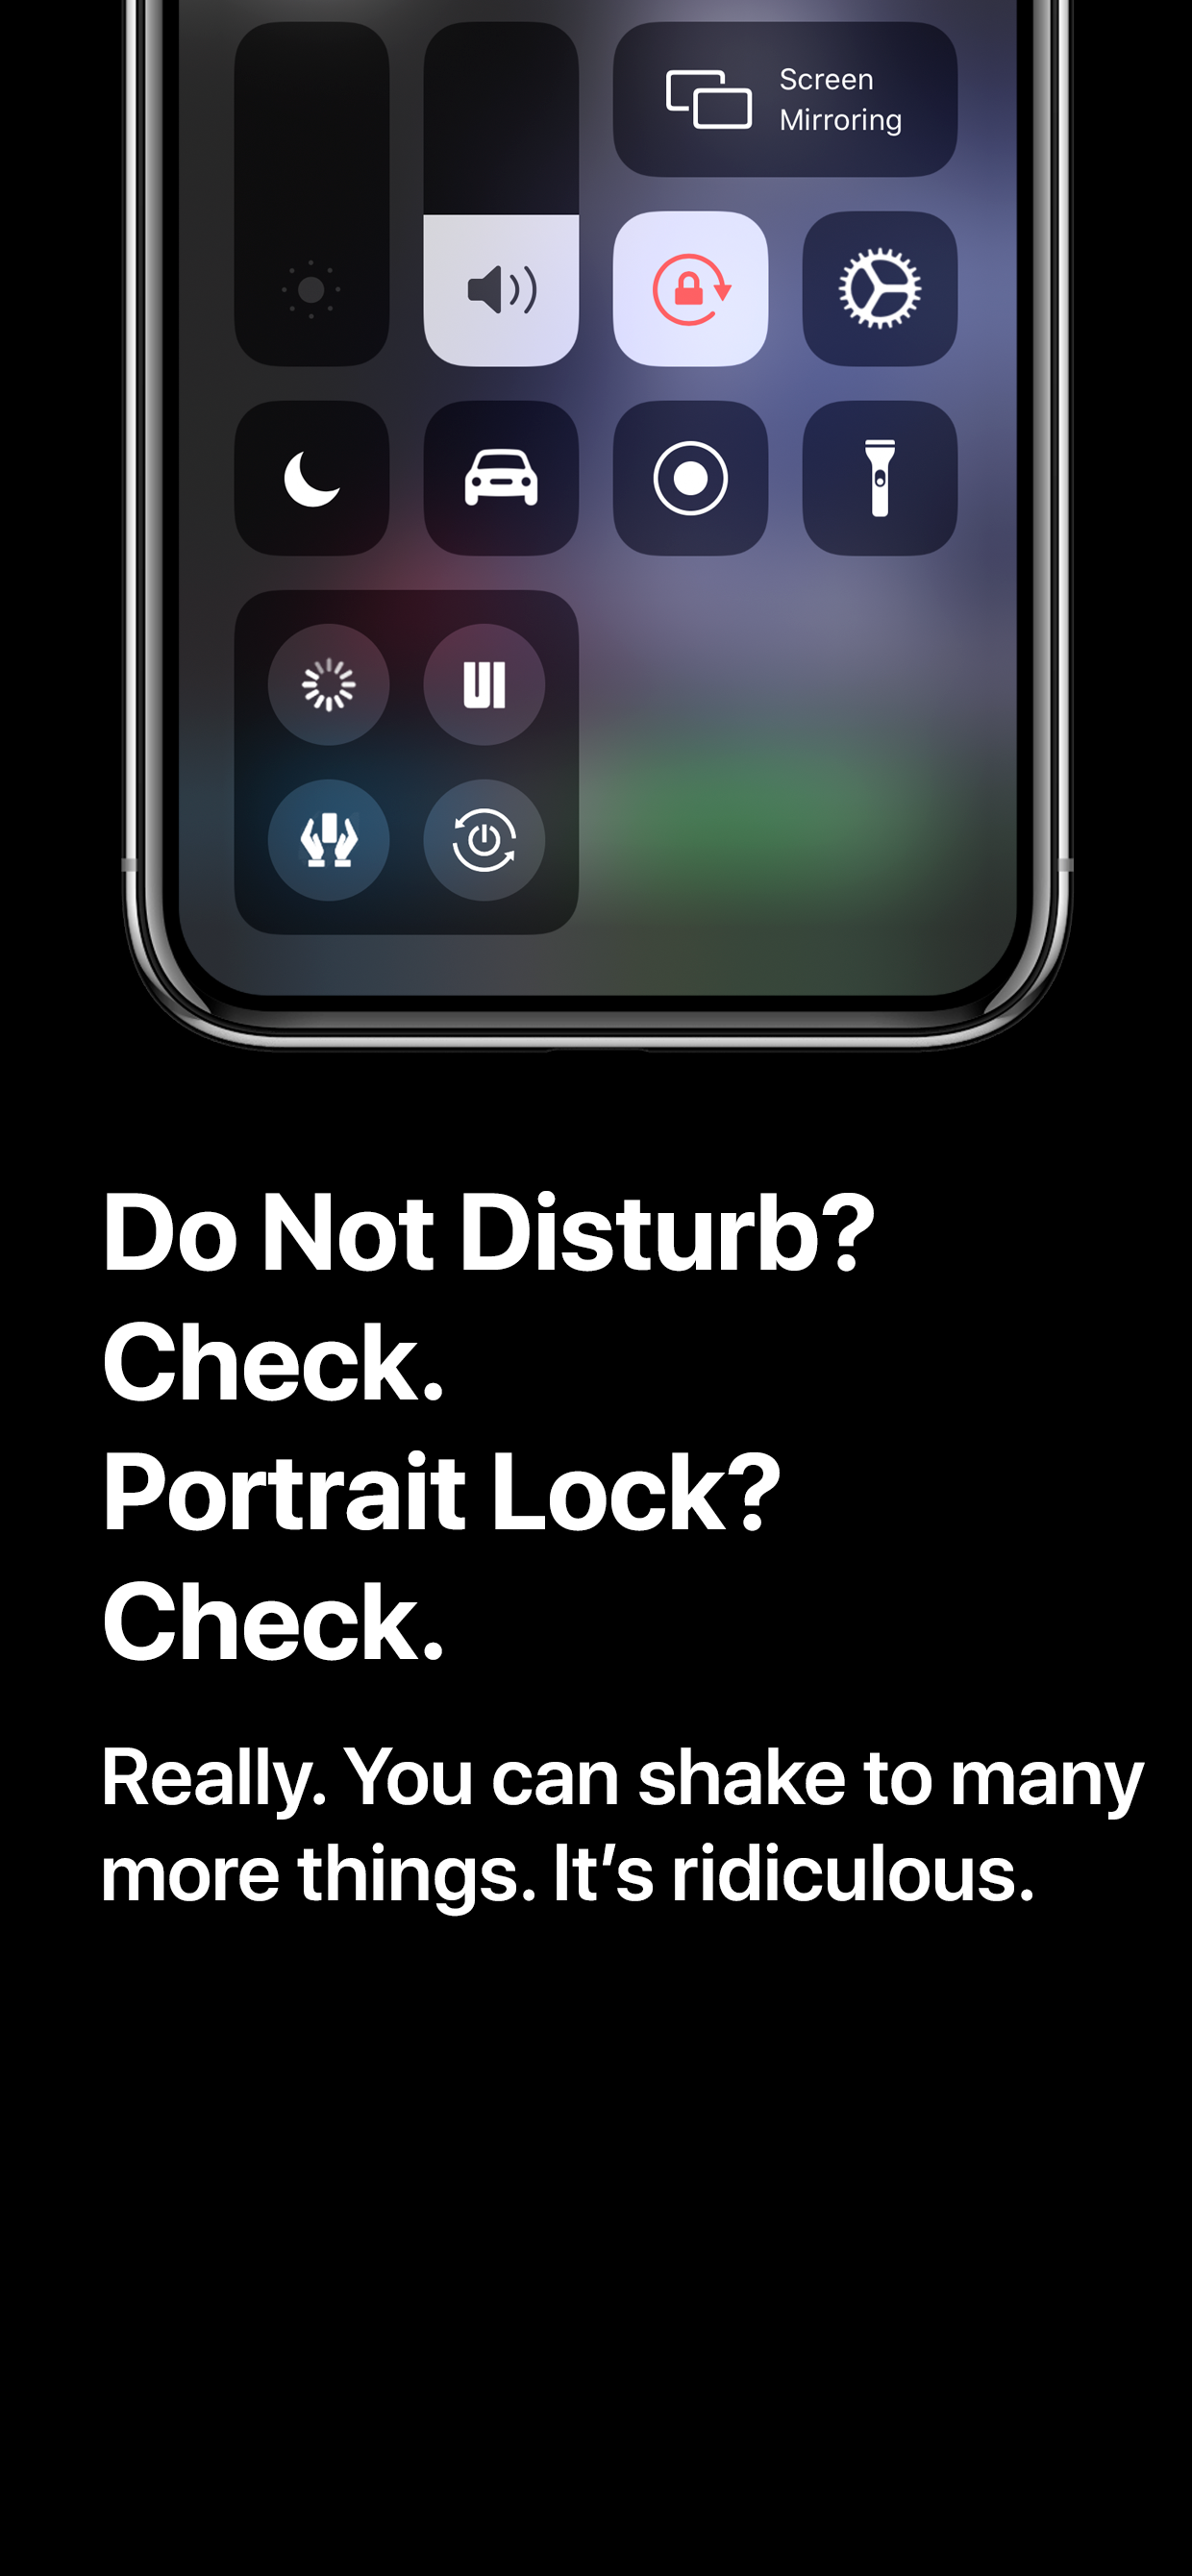 Screen
Mirroring
UI
Do Not Disturb?
Check.
Portrait Lock?
Check.
Really. You can shake to many
more things. It’s ridiculous.